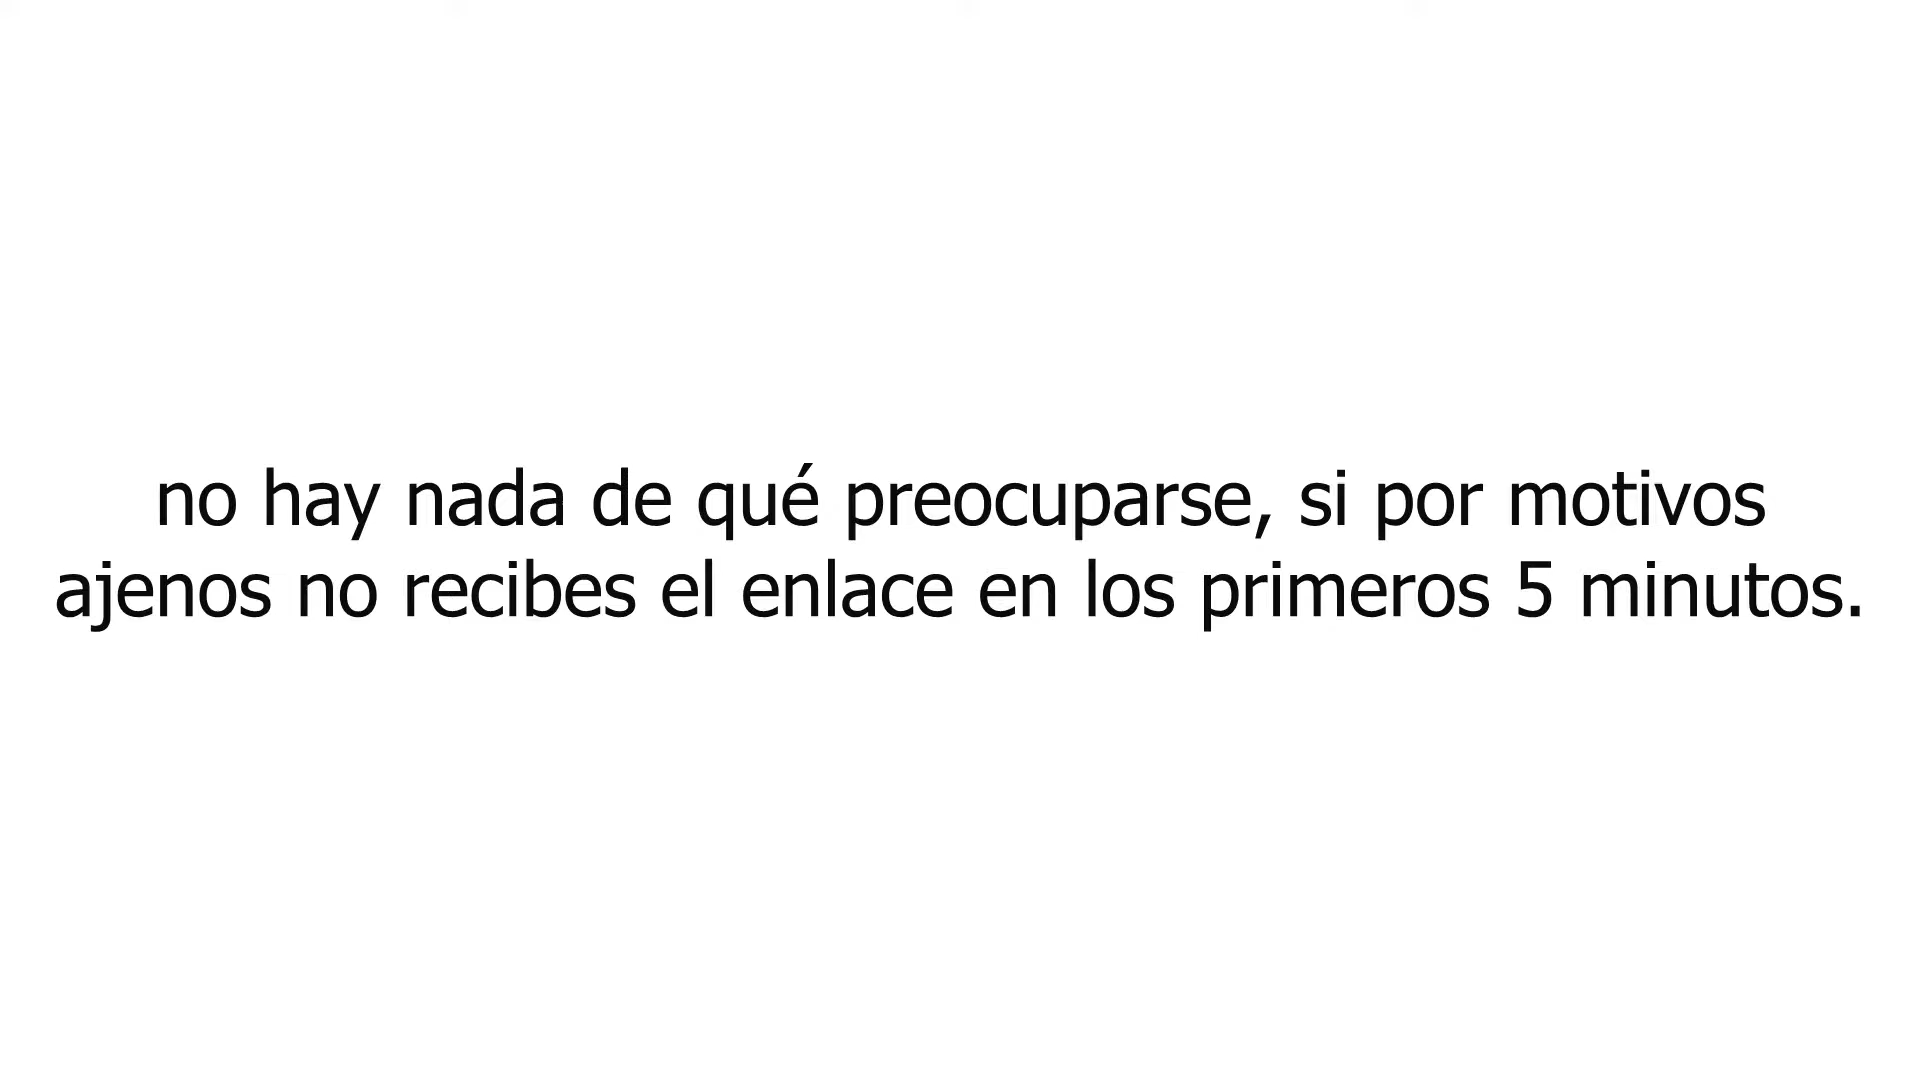 no hay nada de qué preocuparse, si por motivos
ajenos no recibes el enlace en los primeros 5 minutos.